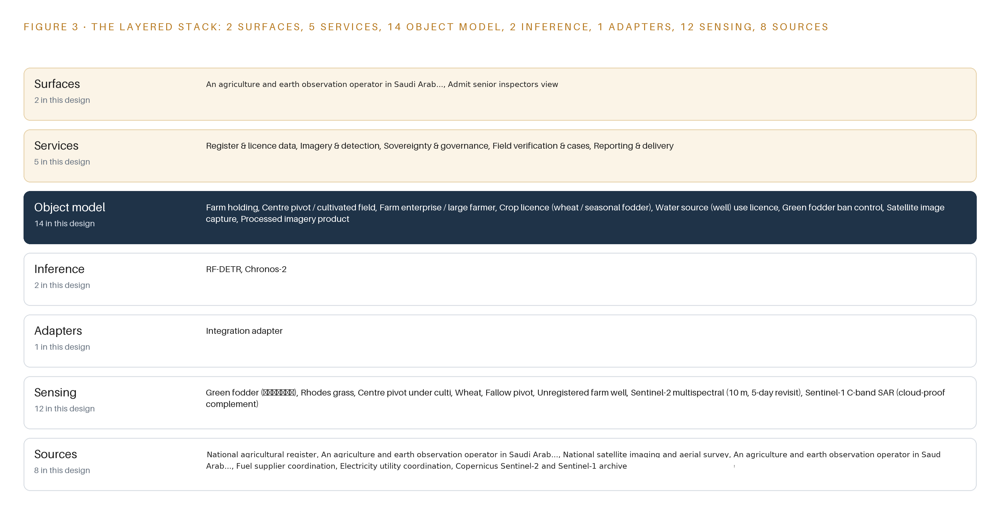 FIGURE 3 · THE LAYERED STACK: 2 SURFACES, 5 SERVICES, 14 OBJECT MODEL, 2 INFERENCE, 1 ADAPTERS, 12 SENSING, 8 SOURCES
Surfaces
2 in this design
An agriculture and earth observation operator in Saudi Arab..., Admit senior inspectors view
Services
5 in this design
Register & licence data, Imagery & detection, Sovereignty & governance, Field verification & cases, Reporting & delivery
Object model
14 in this design
Farm holding, Centre pivot / cultivated field, Farm enterprise / large farmer, Crop licence (wheat / seasonal fodder), Water source (well) use licence, Green fodder ban control, Satellite image
capture, Processed imagery product
Inference
2 in this design
RF-DETR, Chronos-2
Adapters
1 in this design
Integration adapter
Sensing
12 in this design
Green fodder (), Rhodes grass, Centre pivot under culti, Wheat, Fallow pivot, Unregistered farm well, Sentinel-2 multispectral (10 m, 5-day revisit), Sentinel-1 C-band SAR (cloud-proof
complement)
Sources
8 in this design
National agricultural register, An agriculture and earth observation operator in Saudi Arab..., National satellite imaging and aerial survey, An agriculture and earth observation operator in Saud
Arab..., Fuel supplier coordination, Electricity utility coordination, Copernicus Sentinel-2 and Sentinel-1 archive